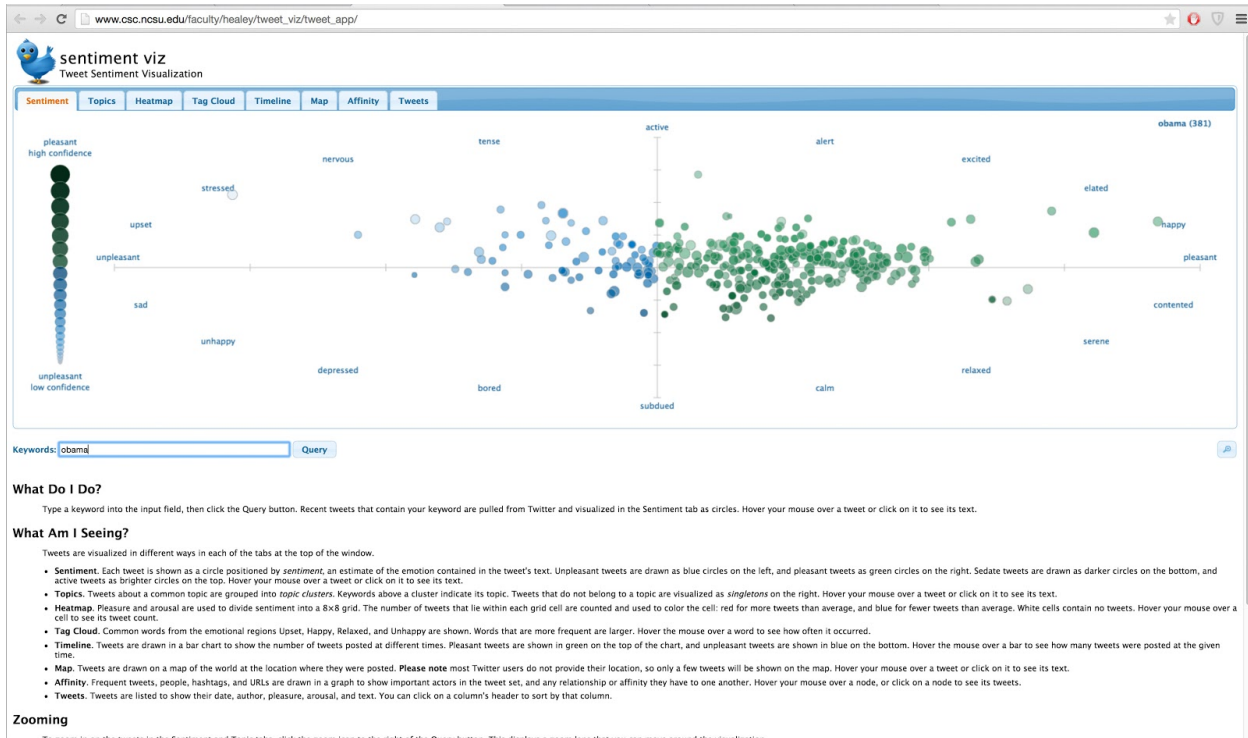 www.csc.ncsu.edu/faculty/healey/tweet_viz/tweet_app/
sentiment viz
Tweet Sentiment Visualization
Sentiment Topics Heatmap Tag Cloud Timeline Map Affinity Tweets
obama (381)
active
tense
alert
nervous
excited
stressed
elated
upset
happy
unpleasant
pleasant
sad
contented
unhappy
serene
depressed
relaxed
bored
calm
subdued
pleasant
high confidence
unpleasant
low confidence
Keywords: obama Query
What Do I Do?
Type a keyword into the input field, then click the Query button. Recent tweets that contain your keyword are pulled from Twitter and visualized in the Sentiment tab as circles. Hover your mouse over a tweet or click on it to see its text.
What Am I Seeing?
Tweets are visualized in different ways in each of the tabs at the top of the window.
• Sentiment. Each tweet is shown as a circle positioned by sentiment, an estimate of the emotion contained in the tweet's text. Unpleasant tweets are drawn as blue circles on the left, and pleasant tweets as green circles on the right. Sedate tweets are drawn as darker circles on the bottom, and
active tweets as brighter circles on the top. Hover your mouse over a tweet or click on it to see its text.
• Topics. Tweets about a common topic are grouped into topic clusters. Keywords above a cluster indicate its topic. Tweets that do not belong to a topic are visualized as singletons on the right. Hover your mouse over a tweet or click on it to see its text.
• Heatmap. Pleasure and arousal are used to divide sentiment into a 8×8 grid. The number of tweets that lie within each grid cell are counted and used to color the cell: red for more tweets than average, and blue for fewer tweets than average. White cells contain no tweets. Hover your mouse over a
cell to see its tweet count.
• Tag Cloud. Common words from the emotional regions Upset, Happy, Relaxed, and Unhappy are shown. Words that are more frequent are larger. Hover the mouse over a word to see how often it occurred.
• Timeline. Tweets are drawn in a bar chart to show the number of tweets posted at different times. Pleasant tweets are shown in green on the top of the chart, and unpleasant tweets are shown in blue on the bottom. Hover the mouse over a bar to see how many tweets were posted at the given
time.
• Map. Tweets are drawn on a map of the world at the location where they were posted. Please note most Twitter users do not provide their location, so only a few tweets will be shown on the map. Hover your mouse over a tweet or click on it to see its text.
• Affinity. Frequent tweets, people, hashtags, and URLs are drawn in a graph to show important actors in the tweet set, and any relationship or affinity they have to one another. Hover your mouse over a node, or click on a node to see its tweets.
• Tweets. Tweets are listed to show their date, author, pleasure, arousal, and text. You can click on a column's header to sort by that column.
Zooming